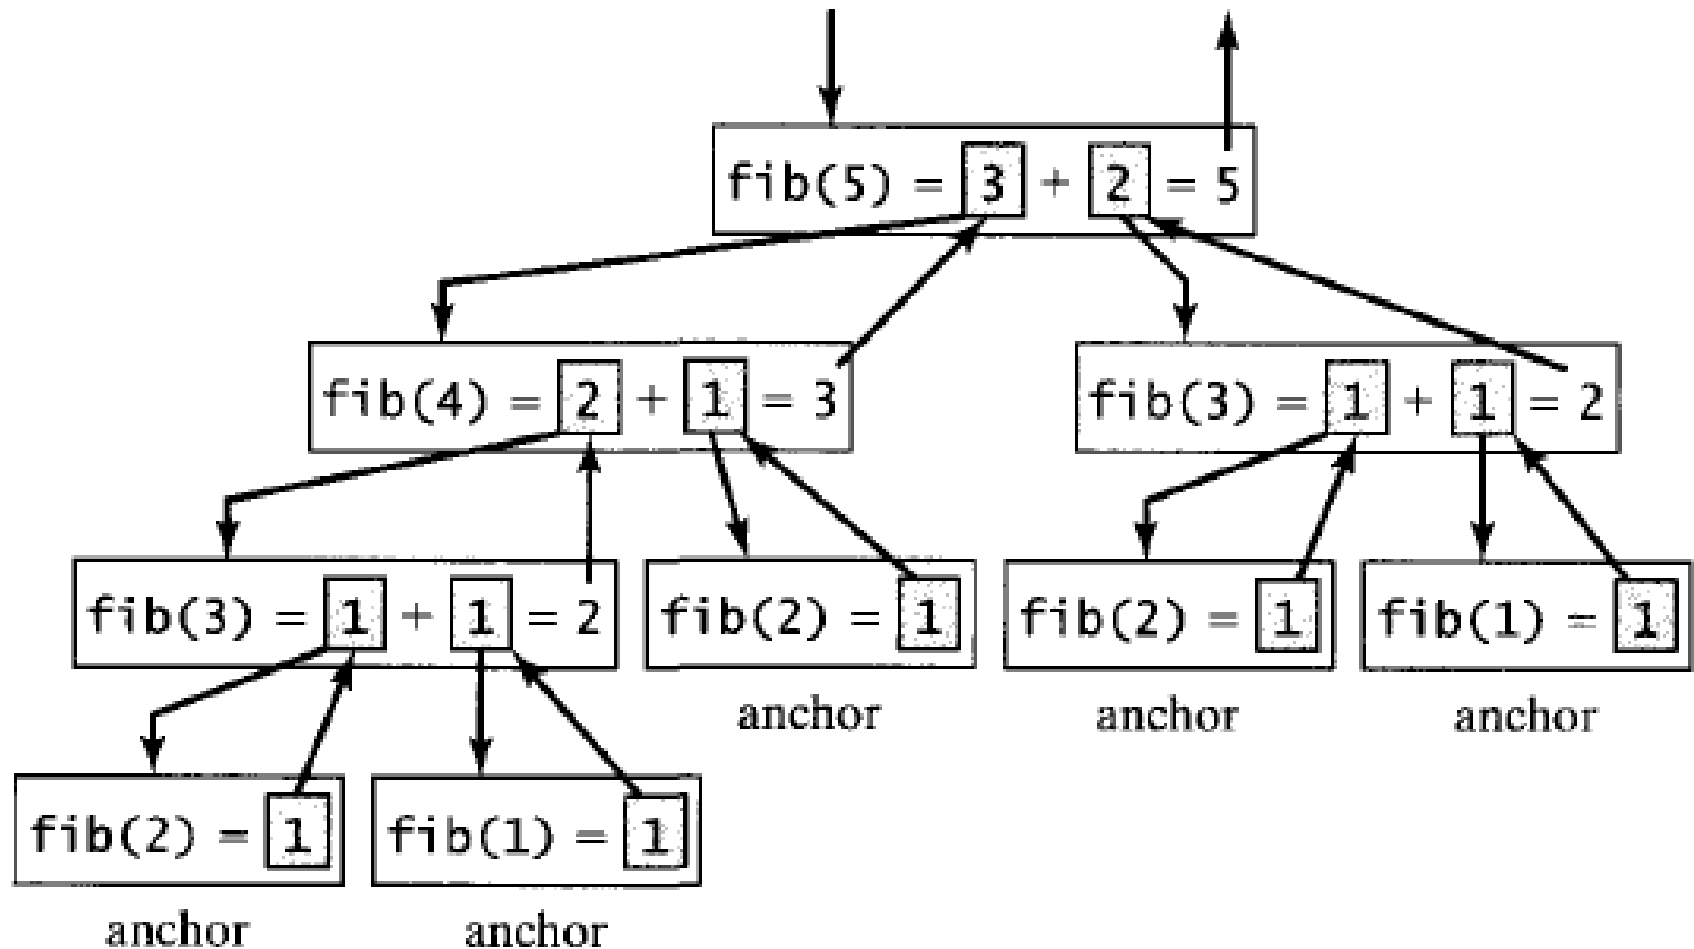 fib(5) = 3 + 2 = 5
fib(4) = 2 + 1 = 3
fib(3) = 1 + 1 = 2
fib(3) = 1 + 1 = 2
fib(2) = 1
fib(2) = 1
fib(1) = 1
anchor
anchor
anchor
fib(2) = 1
fib(1) = 1
anchor
anchor